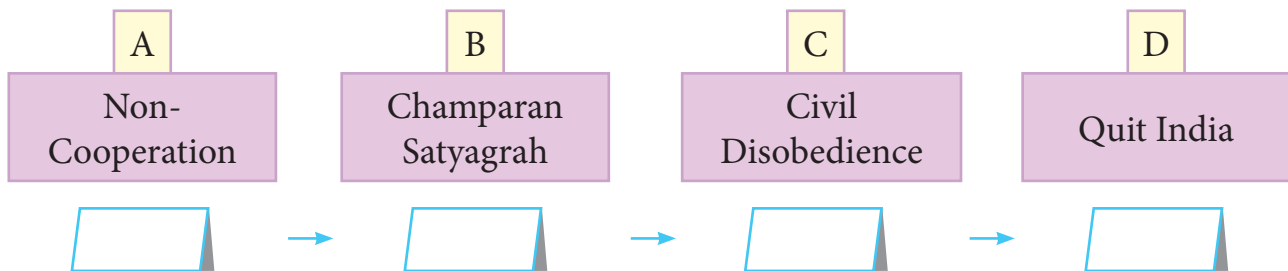 A
B
C
D
Non-
Cooperation
Champaran
Satyagrah
Civil
Disobedience
Quit India